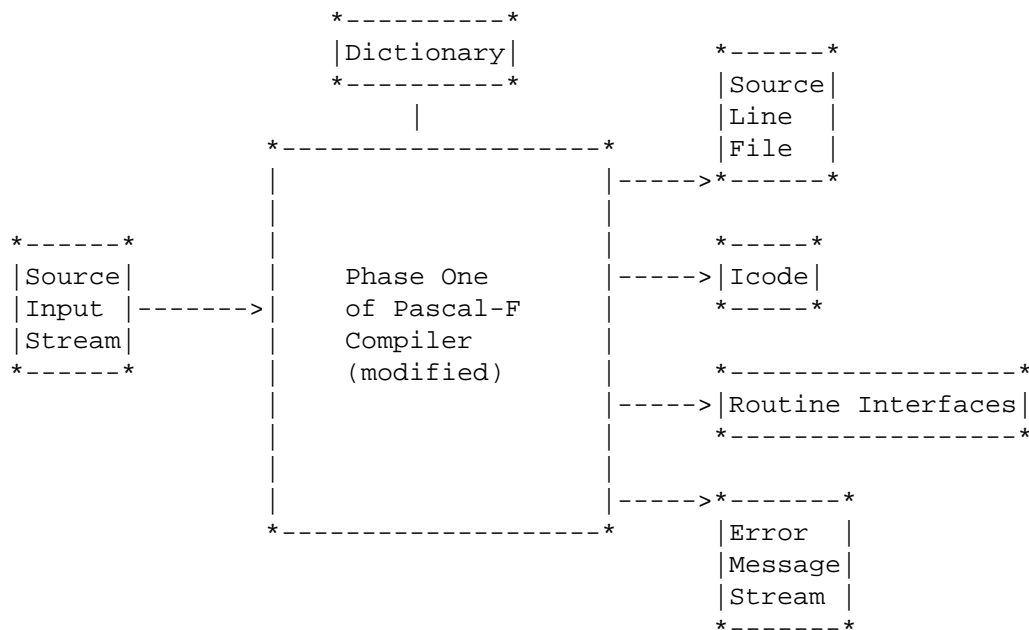 Dictionary
Source
Line
File
Source
Input
Stream
Phase One
of Pascal-F
Compiler
(modified)
Icode
Routine Interfaces
Error
Message
Stream